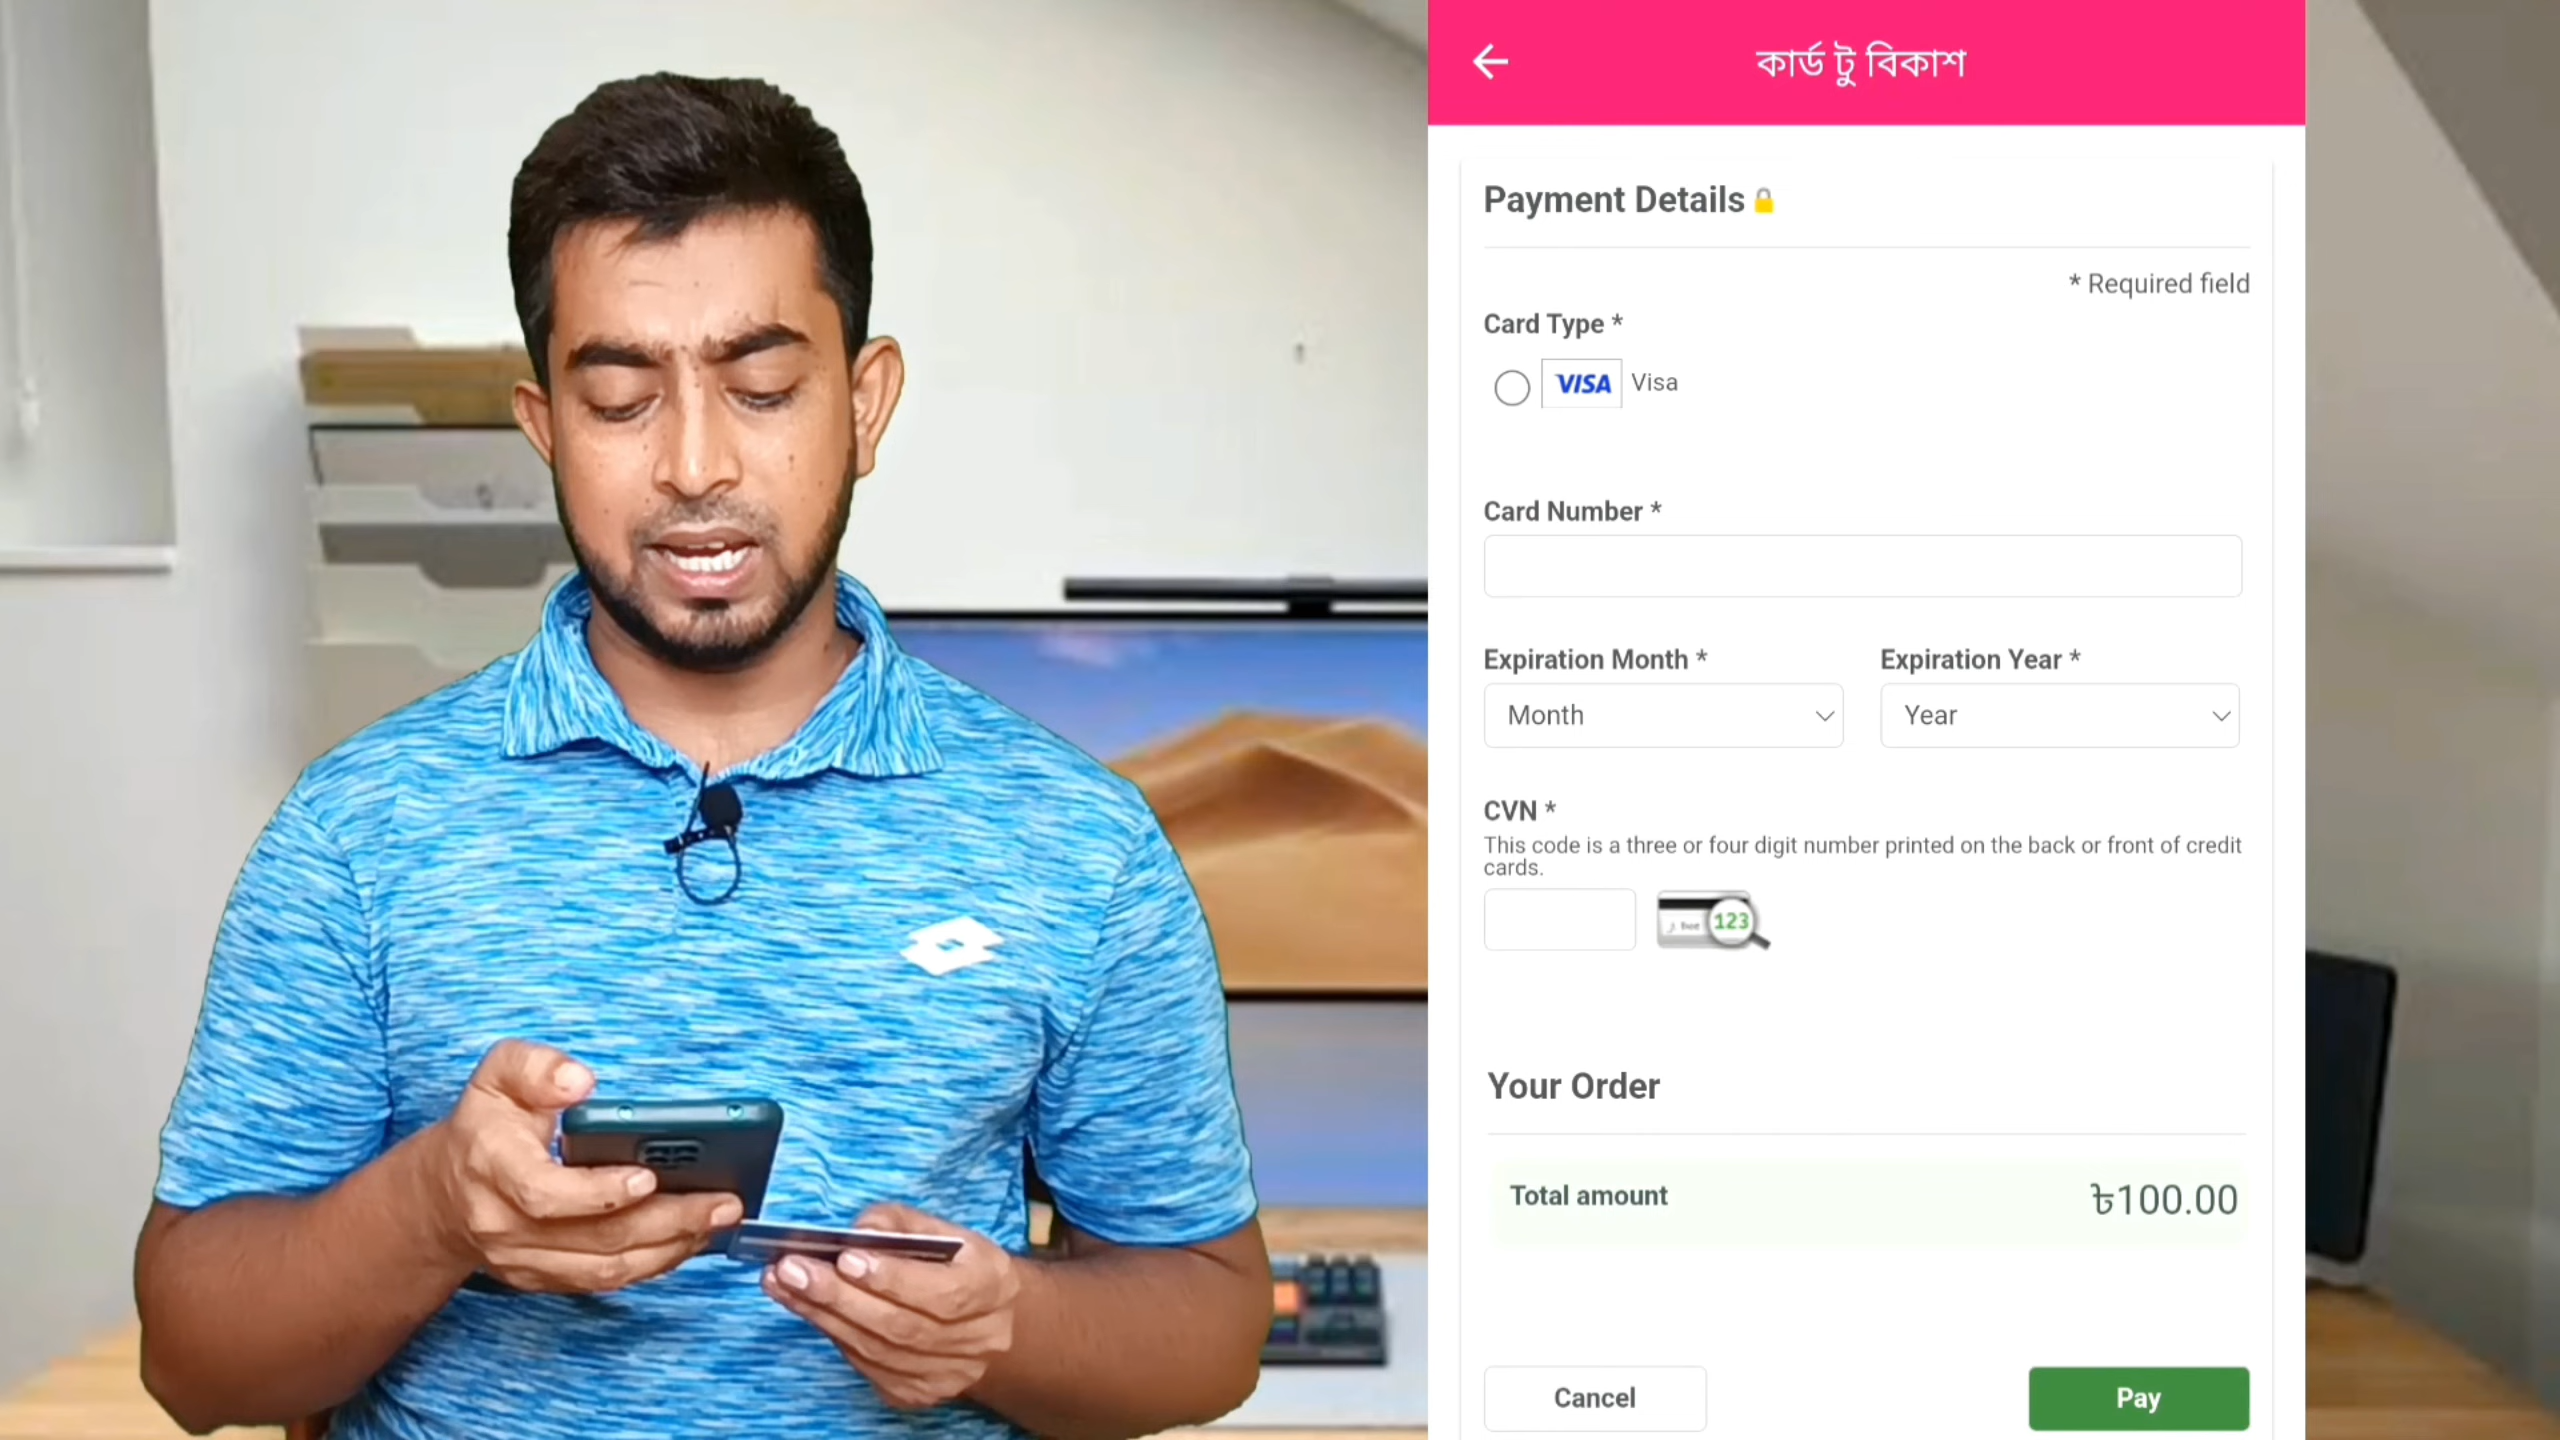 কার্ড টু বিকাশ
Payment Details
* Required field
Card Type *
VISA Visa
Card Number *
Expiration Month * Expiration Year *
Month Year
CVN *
This code is a three or four digit number printed on the back or front of credit
cards.
123
Your Order
Total amount ৳100.00
Cancel Pay